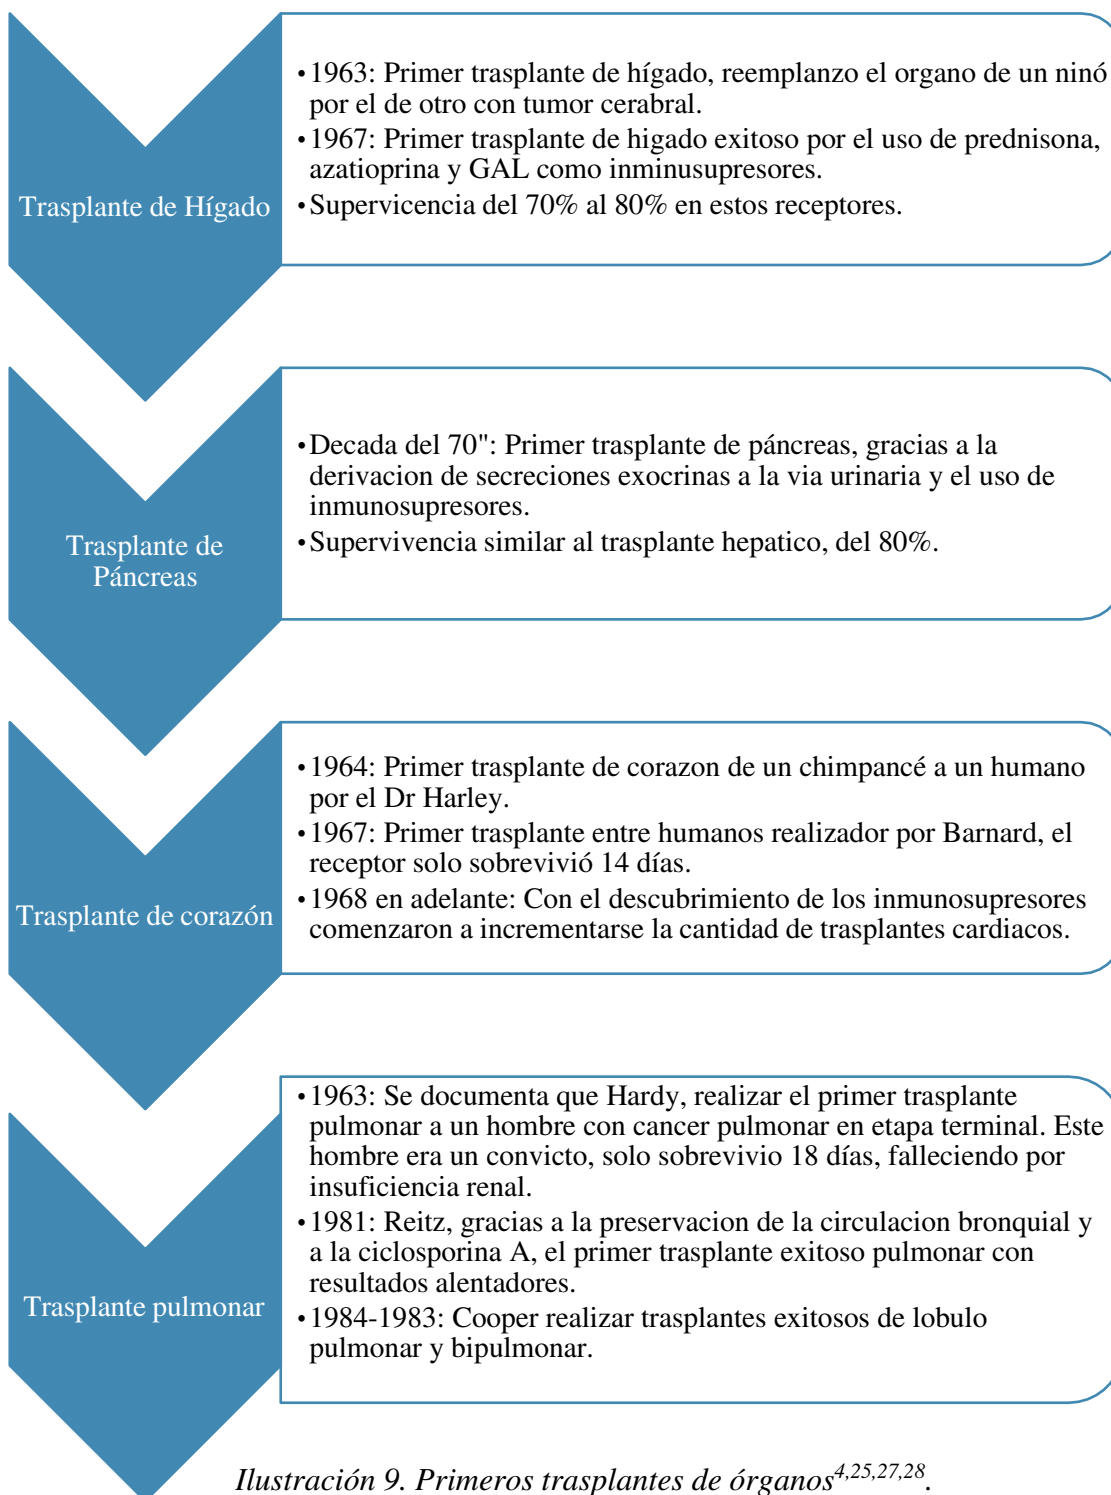 Trasplante de Hígado
•1963: Primer trasplante de hígado, reemplanzo el organo de un ninó
por el de otro con tumor cerabral.
•1967: Primer trasplante de higado exitoso por el uso de prednisona,
azatioprina y GAL como inminusupresores.
•Supervicencia del 70% al 80% en estos receptores.
Trasplante de
Páncreas
•Decada del 70": Primer trasplante de páncreas, gracias a la
derivacion de secreciones exocrinas a la via urinaria y el uso de
inmunosupresores.
•Supervivencia similar al trasplante hepatico, del 80%.
Trasplante de corazón
•1964: Primer trasplante de corazon de un chimpancé a un humano
por el Dr Harley.
•1967: Primer trasplante entre humanos realizador por Barnard, el
receptor solo sobrevivió 14 días.
•1968 en adelante: Con el descubrimiento de los inmunosupresores
comenzaron a incrementarse la cantidad de trasplantes cardiacos.
Trasplante pulmonar
•1963: Se documenta que Hardy, realizar el primer trasplante
pulmonar a un hombre con cancer pulmonar en etapa terminal. Este
hombre era un convicto, solo sobrevivio 18 días, falleciendo por
insuficiencia renal.
•1981: Reitz, gracias a la preservacion de la circulacion bronquial y
a la ciclosporina A, el primer trasplante exitoso pulmonar con
resultados alentadores.
•1984-1983: Cooper realizar trasplantes exitosos de lobulo
pulmonar y bipulmonar.
Ilustración 9. Primeros trasplantes de órganos4,25,27,28.